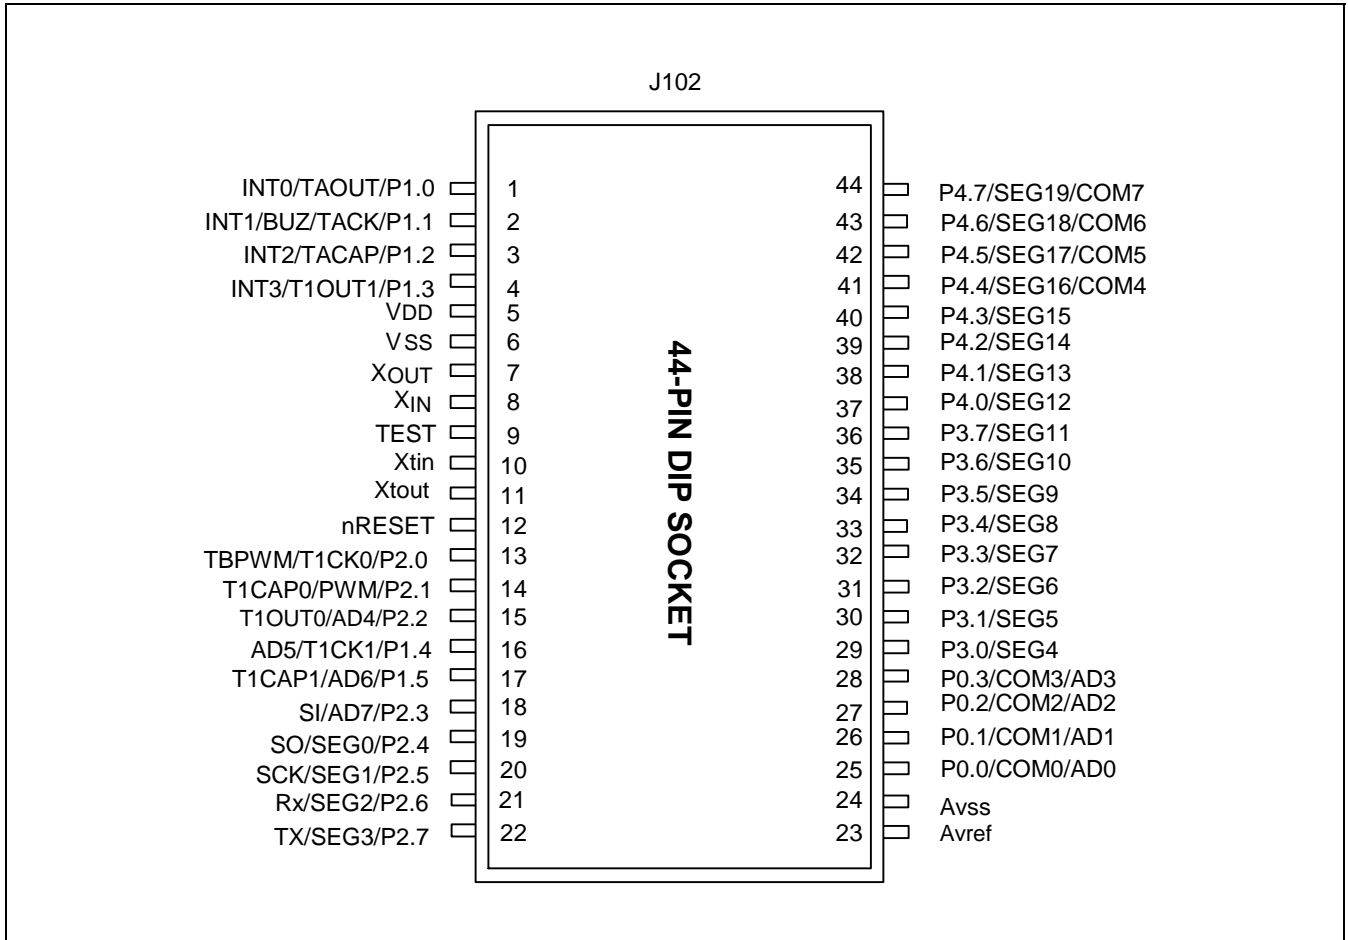 J102
INT0/TAOUT/P1.0 1 44 P4.7/SEG19/COM7
INT1/BUZ/TACK/P1.1 2 43 P4.6/SEG18/COM6
INT2/TACAP/P1.2 3 42 P4.5/SEG17/COM5
INT3/T1OUT1/P1.3 4 41 P4.4/SEG16/COM4
VDD 5 40 P4.3/SEG15
VSS 6 39 P4.2/SEG14
XOUT 7 38 P4.1/SEG13
XIN 8 37 P4.0/SEG12
TEST 9 36 P3.7/SEG11
Xtin 10 35 P3.6/SEG10
Xtout 11 34 P3.5/SEG9
nRESET 12 33 P3.4/SEG8
TBPWM/T1CK0/P2.0 13 32 P3.3/SEG7
T1CAP0/PWM/P2.1 14 31 P3.2/SEG6
T1OUT0/AD4/P2.2 15 30 P3.1/SEG5
AD5/T1CK1/P1.4 16 29 P3.0/SEG4
T1CAP1/AD6/P1.5 17 28 P0.3/COM3/AD3
SI/AD7/P2.3 18 27 P0.2/COM2/AD2
SO/SEG0/P2.4 19 26 P0.1/COM1/AD1
SCK/SEG1/P2.5 20 25 P0.0/COM0/AD0
Rx/SEG2/P2.6 21 24 Avss
TX/SEG3/P2.7 22 23 Avref
44-PIN DIP SOCKET